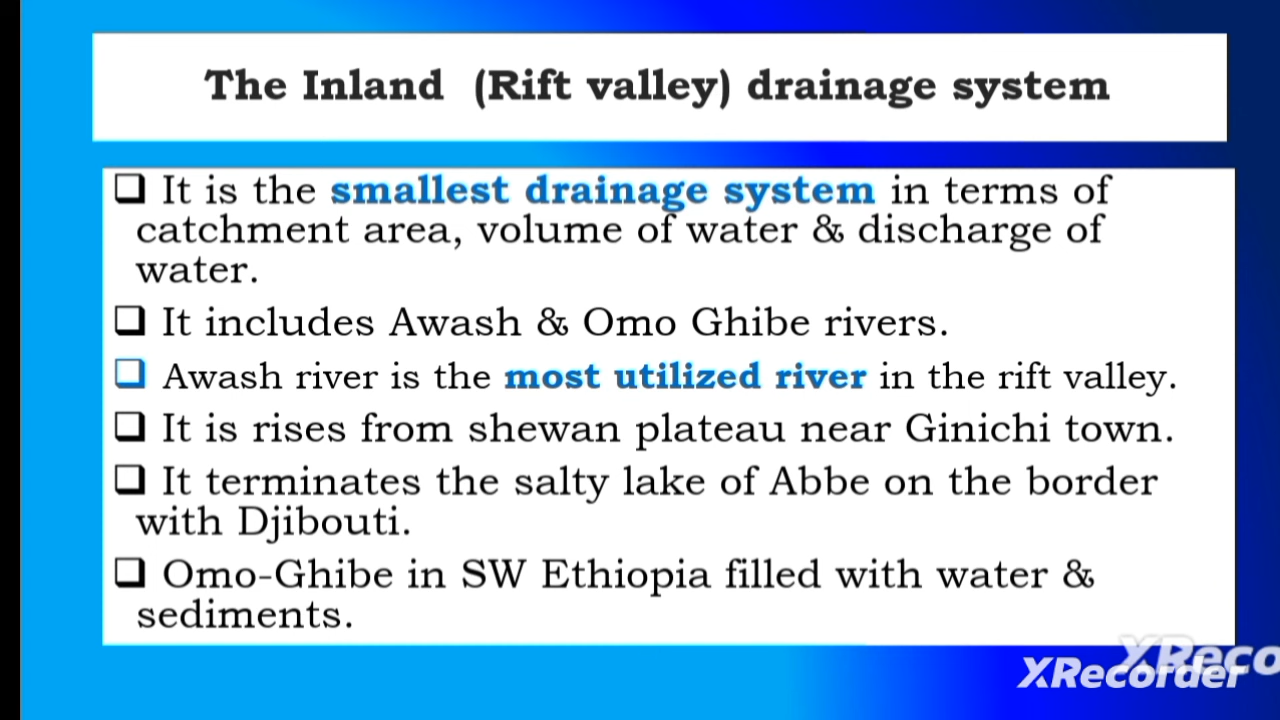 The Inland (Rift valley) drainage system
❑ It is the smallest drainage system in terms of
catchment area, volume of water & discharge of
water.
❑ It includes Awash & Omo Ghibe rivers.
❑ Awash river is the most utilized river in the rift valley.
❑ It is rises from shewan plateau near Ginichi town.
❑ It terminates the salty lake of Abbe on the border
with Djibouti.
❑ Omo-Ghibe in SW Ethiopia filled with water &
sediments.
XReco
XRecorder